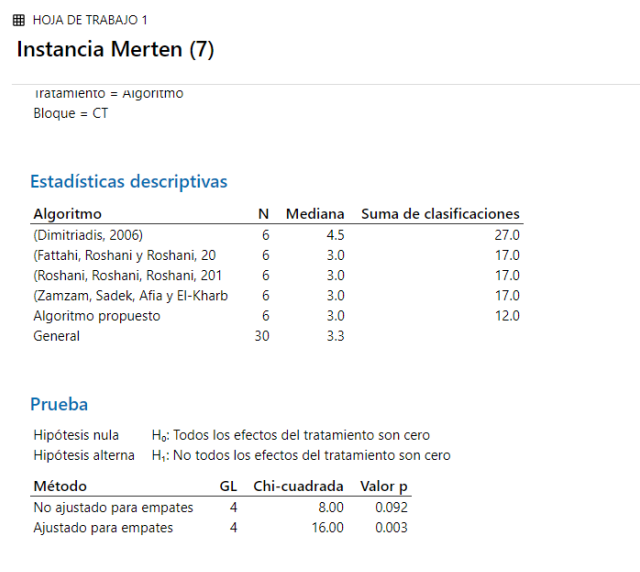 HOJA DE TRABAJO 1
Instancia Merten (7)
Tratamiento = Algoritmo
Bloque = CT
Estadísticas descriptivas
Algoritmo N Mediana Suma de clasificaciones
(Dimitriadis, 2006) 6 4.5 27.0
(Fattahi, Roshani y Roshani, 20 6 3.0 17.0
(Roshani, Roshani, Roshani, 201 6 3.0 17.0
(Zamzam, Sadek, Afia y El-Kharb 6 3.0 17.0
Algoritmo propuesto 6 3.0 12.0
General 30 3.3
Prueba
Hipótesis nula H₀: Todos los efectos del tratamiento son cero
Hipótesis alterna H₁: No todos los efectos del tratamiento son cero
Método GL Chi-cuadrada Valor p
No ajustado para empates 4 8.00 0.092
Ajustado para empates 4 16.00 0.003